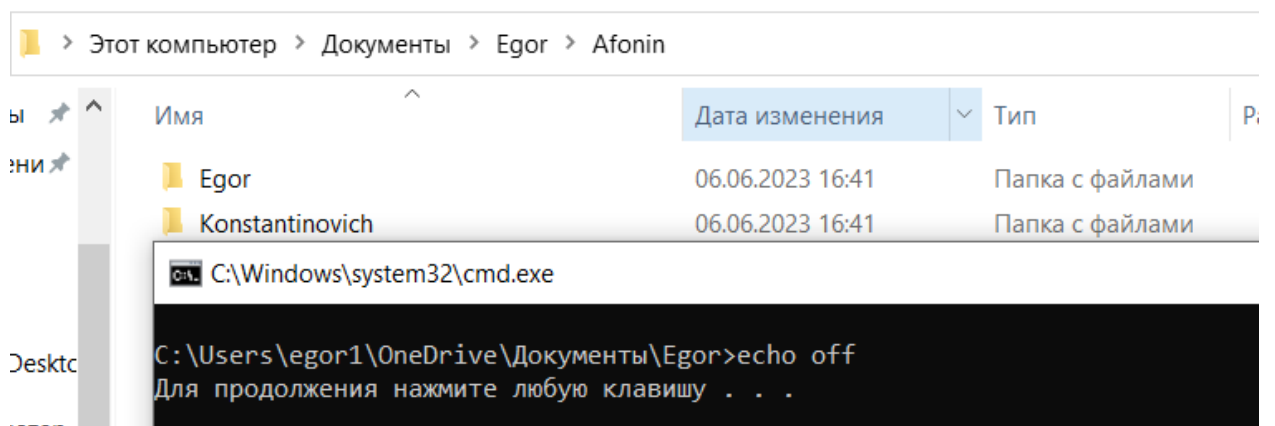 Этот компьютер > Документы > Egor > Afonin
Имя Дата изменения Тип
Egor 06.06.2023 16:41 Папка с файлами
Konstantinovich 06.06.2023 16:41 Папка с файлами
C:\Windows\system32\cmd.exe
C:\Users\egor1\OneDrive\Документы\Egor>echo off
Для продолжения нажмите любую клавишу . . .